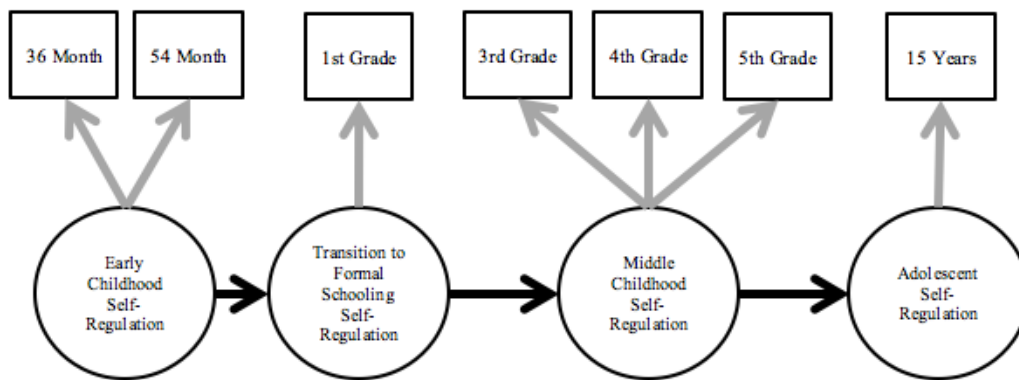 36 Month
54 Month
1st Grade
3rd Grade
4th Grade
5th Grade
15 Years
Early
Childhood
Self-
Regulation
Transition to
Formal
Schooling
Self-
Regulation
Middle
Childhood
Self-
Regulation
Adolescent
Self-
Regulation